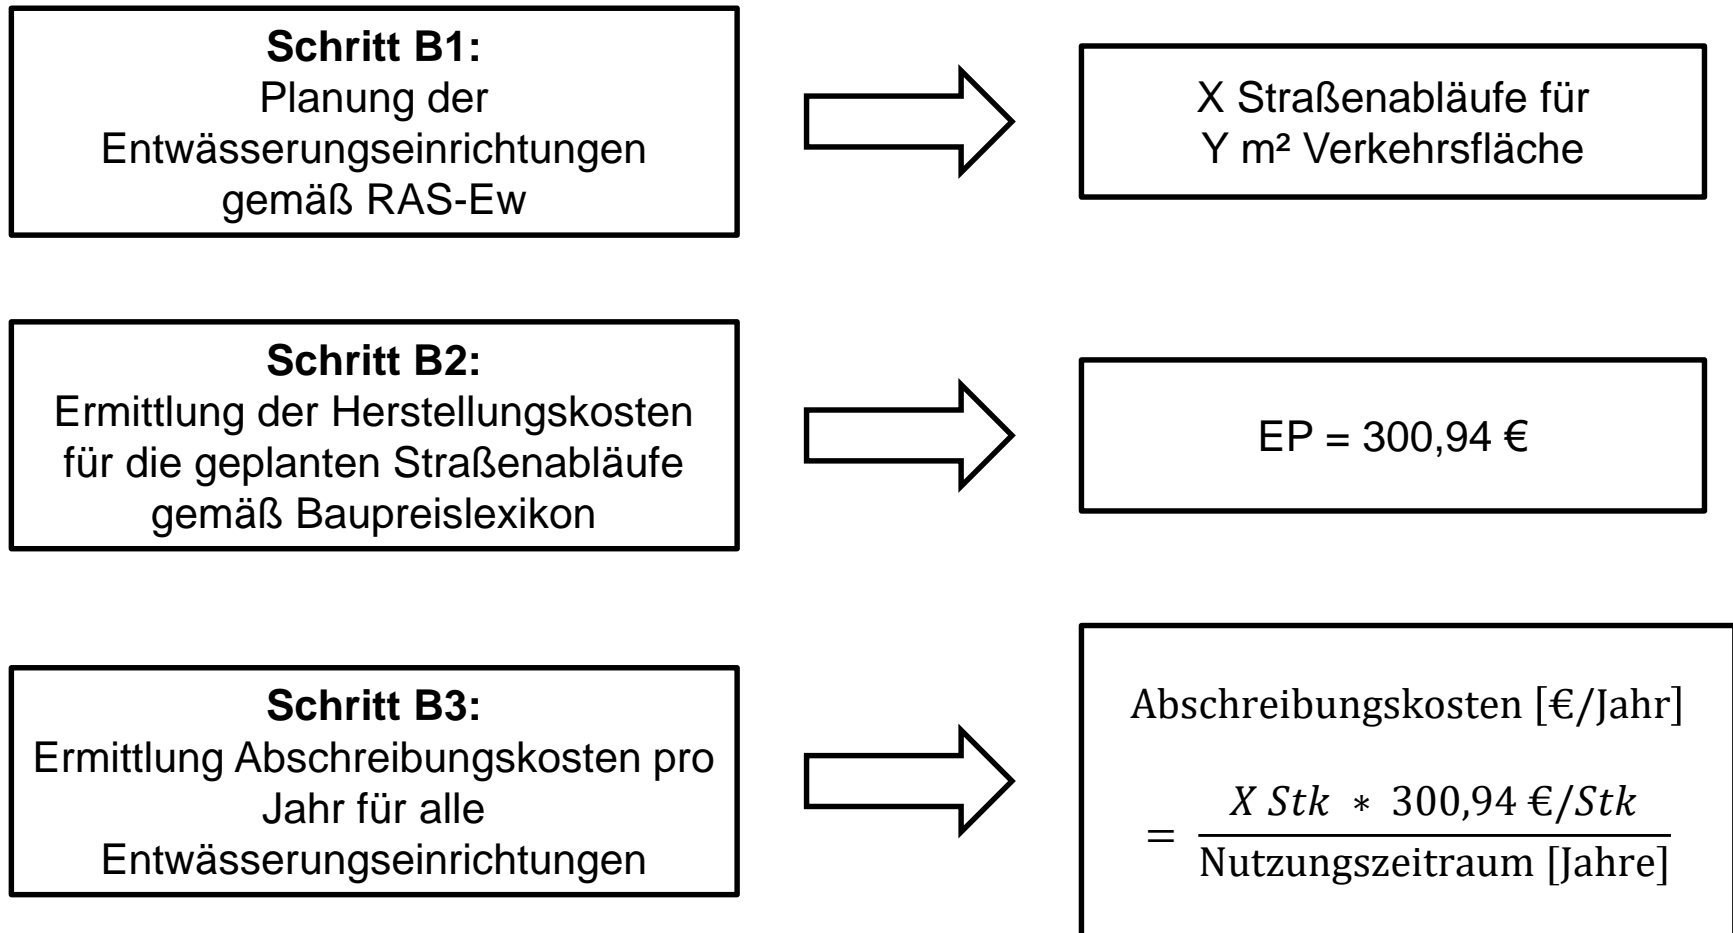 Schritt B1:
Planung der
Entwässerungseinrichtungen
gemäß RAS-Ew
X Straßenabläufe für
Y m² Verkehrsfläche
Schritt B2:
Ermittlung der Herstellungskosten
für die geplanten Straßenabläufe
gemäß Baupreislexikon
EP = 300,94 €
Schritt B3:
Ermittlung Abschreibungskosten pro
Jahr für alle
Entwässerungseinrichtungen
Abschreibungskosten [€/Jahr]
X Stk * 300,94 €/Stk
=
Nutzungszeitraum [Jahre]